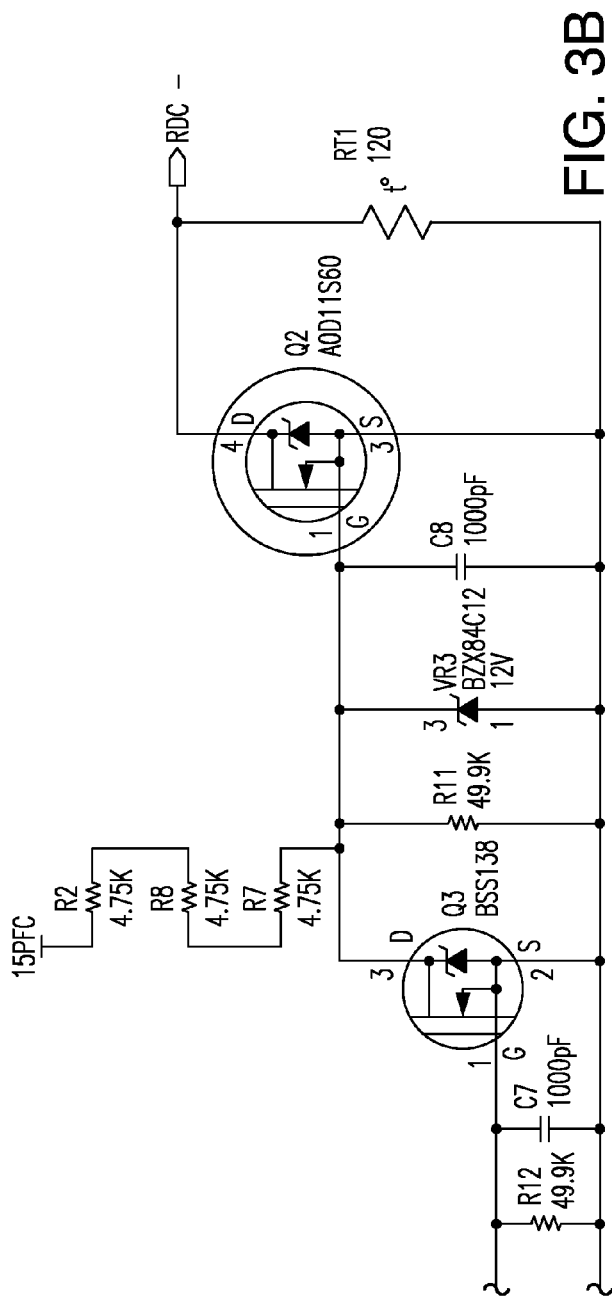 15PFC
R2
4.75K
R8
4.75K
R7
4.75K
RDC -
Q2
AOD11S60
4
D
1
G
S
3
RT1
120
t°
Q3
BSS138
3
D
1
G
S
2
R11
49.9K
3
VR3
BZX84C12
12V
1
C8
1000pF
R12
49.9K
C7
1000pF
FIG. 3B